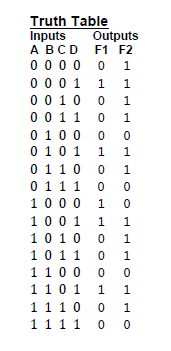 Truth Table
Inputs Outputs
A B C D F1 F2
0 0 0 0 0 1
0 0 0 1 1 1
0 0 1 0 0 1
0 0 1 1 0 1
0 1 0 0 0 0
0 1 0 1 1 1
0 1 1 0 0 1
0 1 1 1 0 0
1 0 0 0 1 0
1 0 0 1 1 1
1 0 1 0 0 1
1 0 1 1 0 1
1 1 0 0 0 0
1 1 0 1 1 1
1 1 1 0 0 1
1 1 1 1 0 0